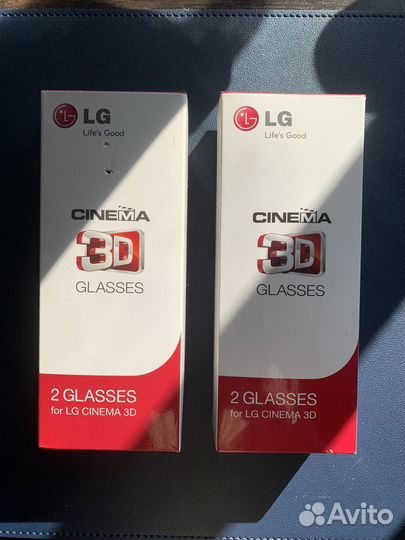 LG
Life's Good
CINEMA
3D
GLASSES
2 GLASSES
for LG CINEMA 3D
LG
Life's Good
CINEMA
3D
GLASSES
2 GLASSES
for LG CINEMA 3D
Avito